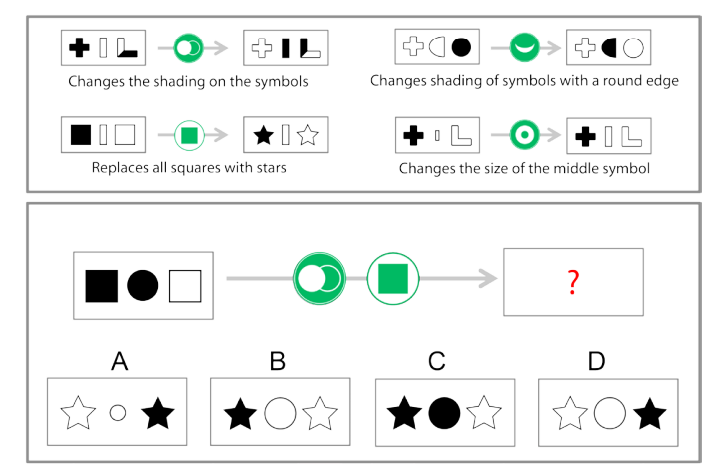 Changes the shading on the symbols
Changes shading of symbols with a round edge
Replaces all squares with stars
Changes the size of the middle symbol
?
A
B
C
D